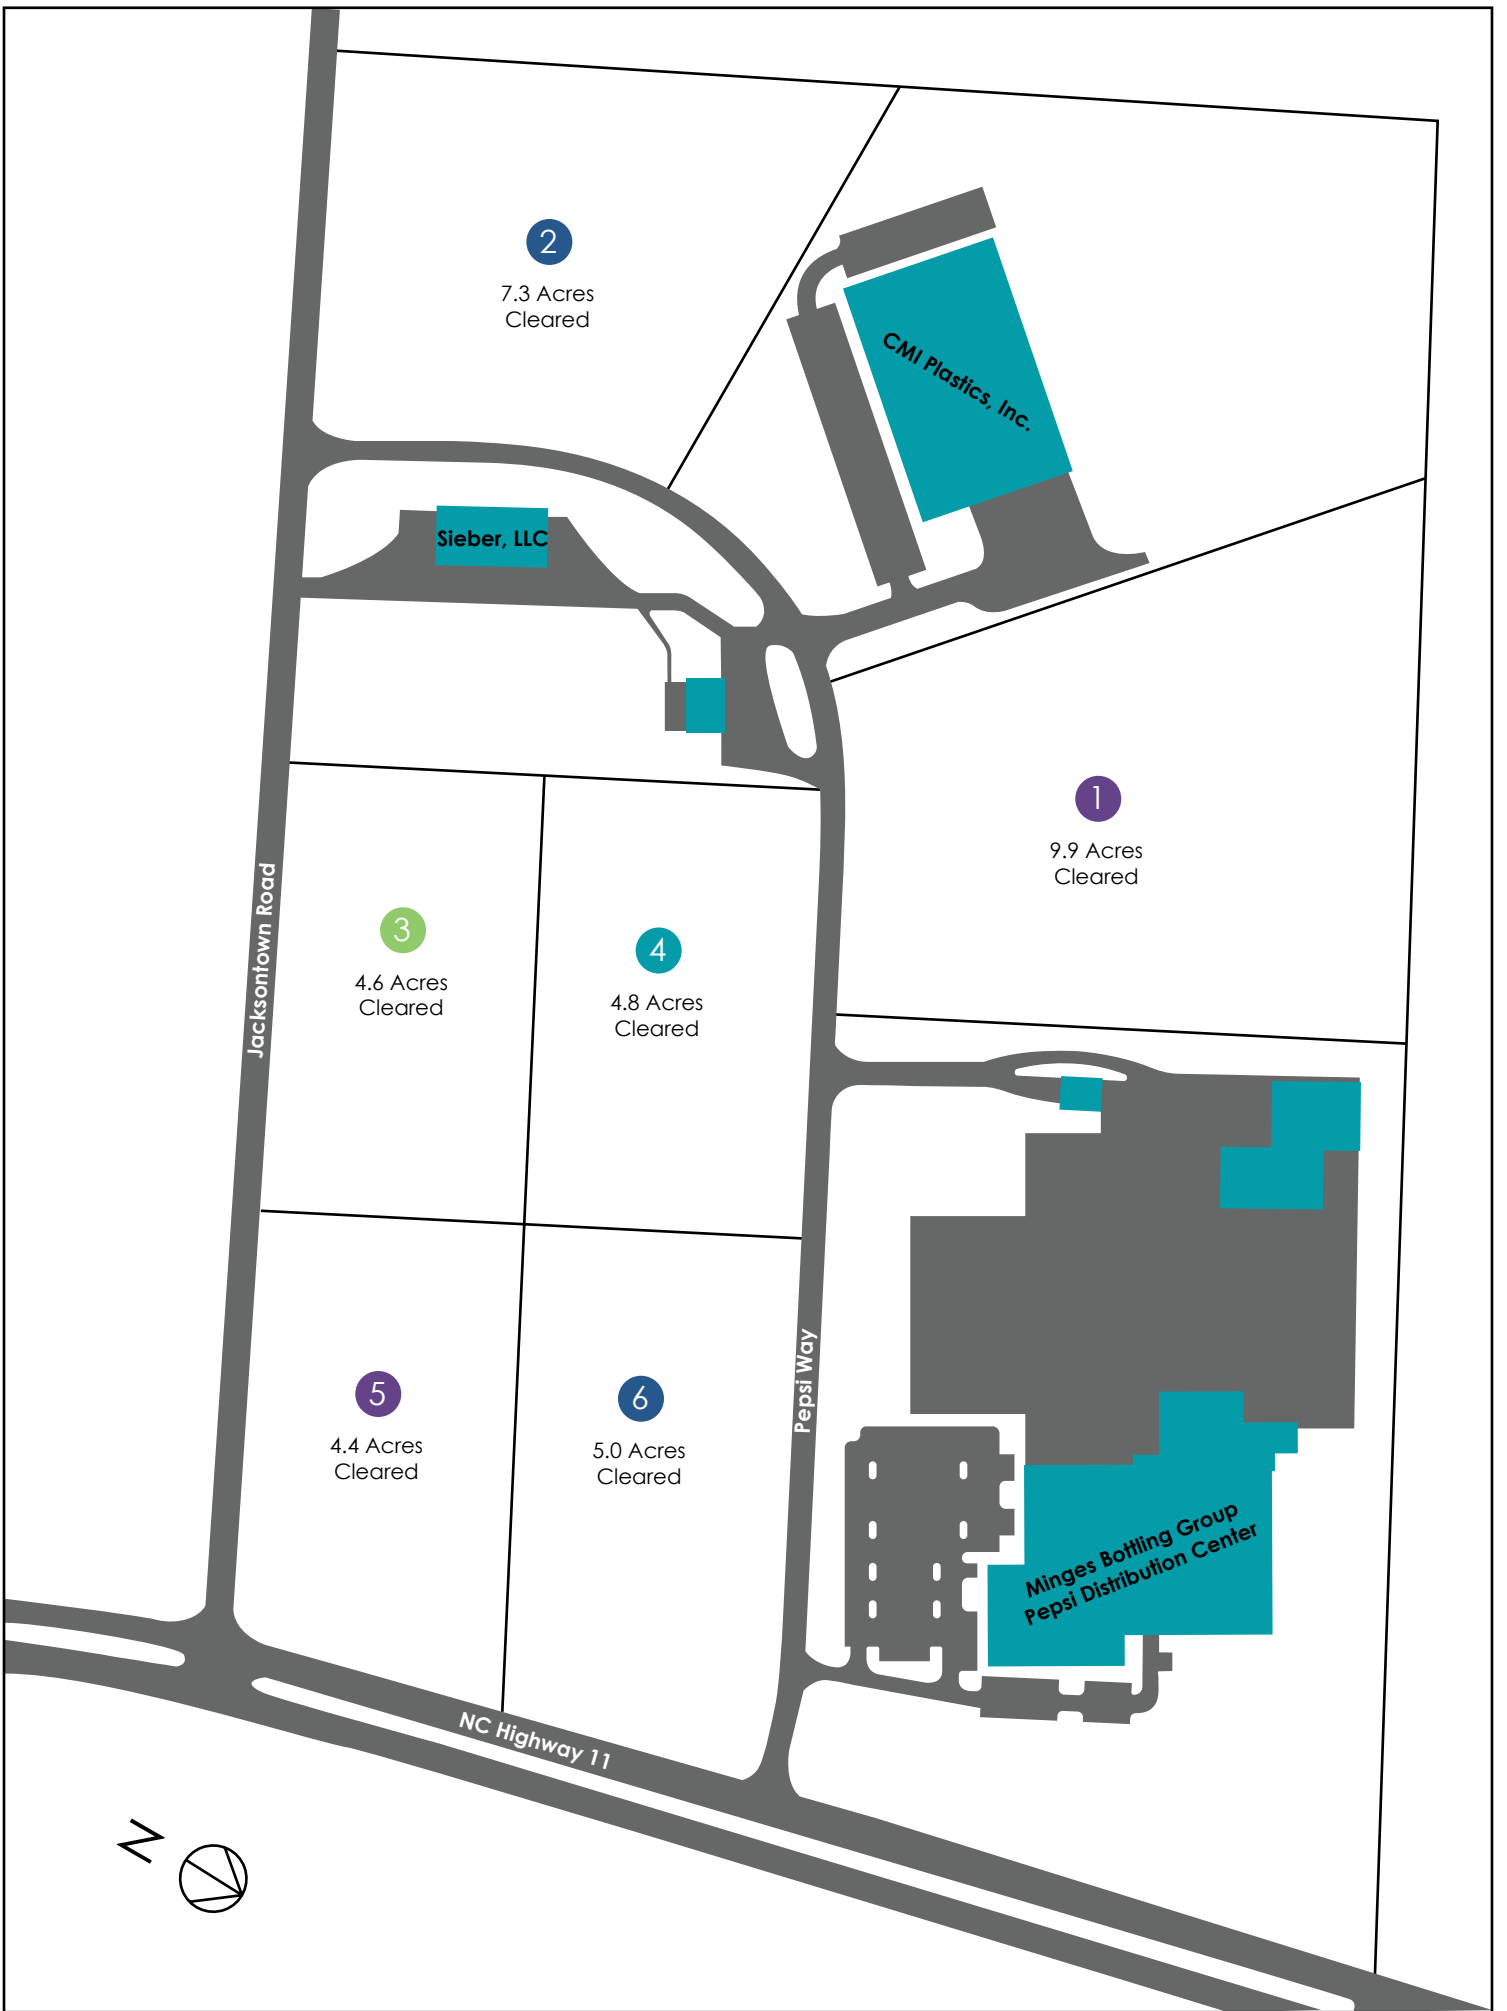 2
7.3 Acres
Cleared
CMI Plastics, Inc.
Sieber, LLC
1
9.9 Acres
Cleared
3
4.6 Acres
Cleared
4
4.8 Acres
Cleared
Jacksontown Road
5
4.4 Acres
Cleared
6
5.0 Acres
Cleared
Pepsi Way
Minges Bottling Group
Pepsi Distribution Center
NC Highway 11
N